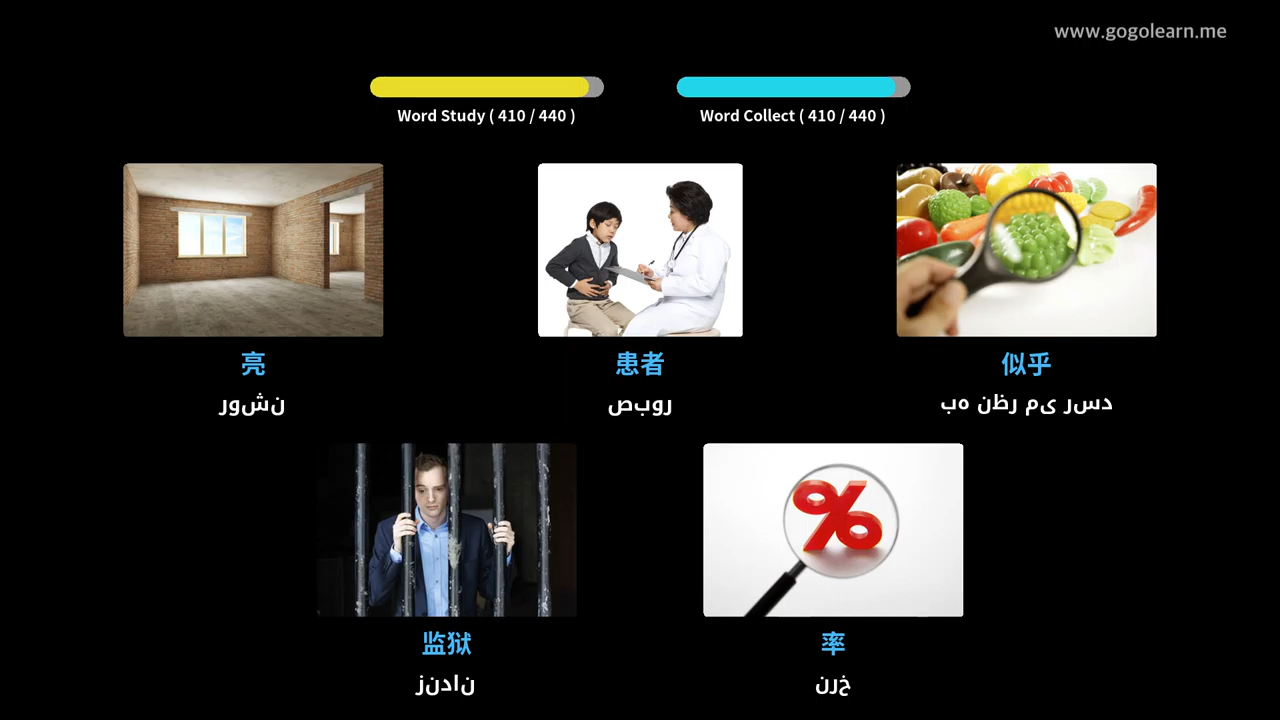 www.gogolearn.me
Word Study ( 410 / 440 )
Word Collect ( 410 / 440 )
亮
نشور
患者
روبص
似乎
دسر یم رظن هب
监狱
نادنز
率
خرن